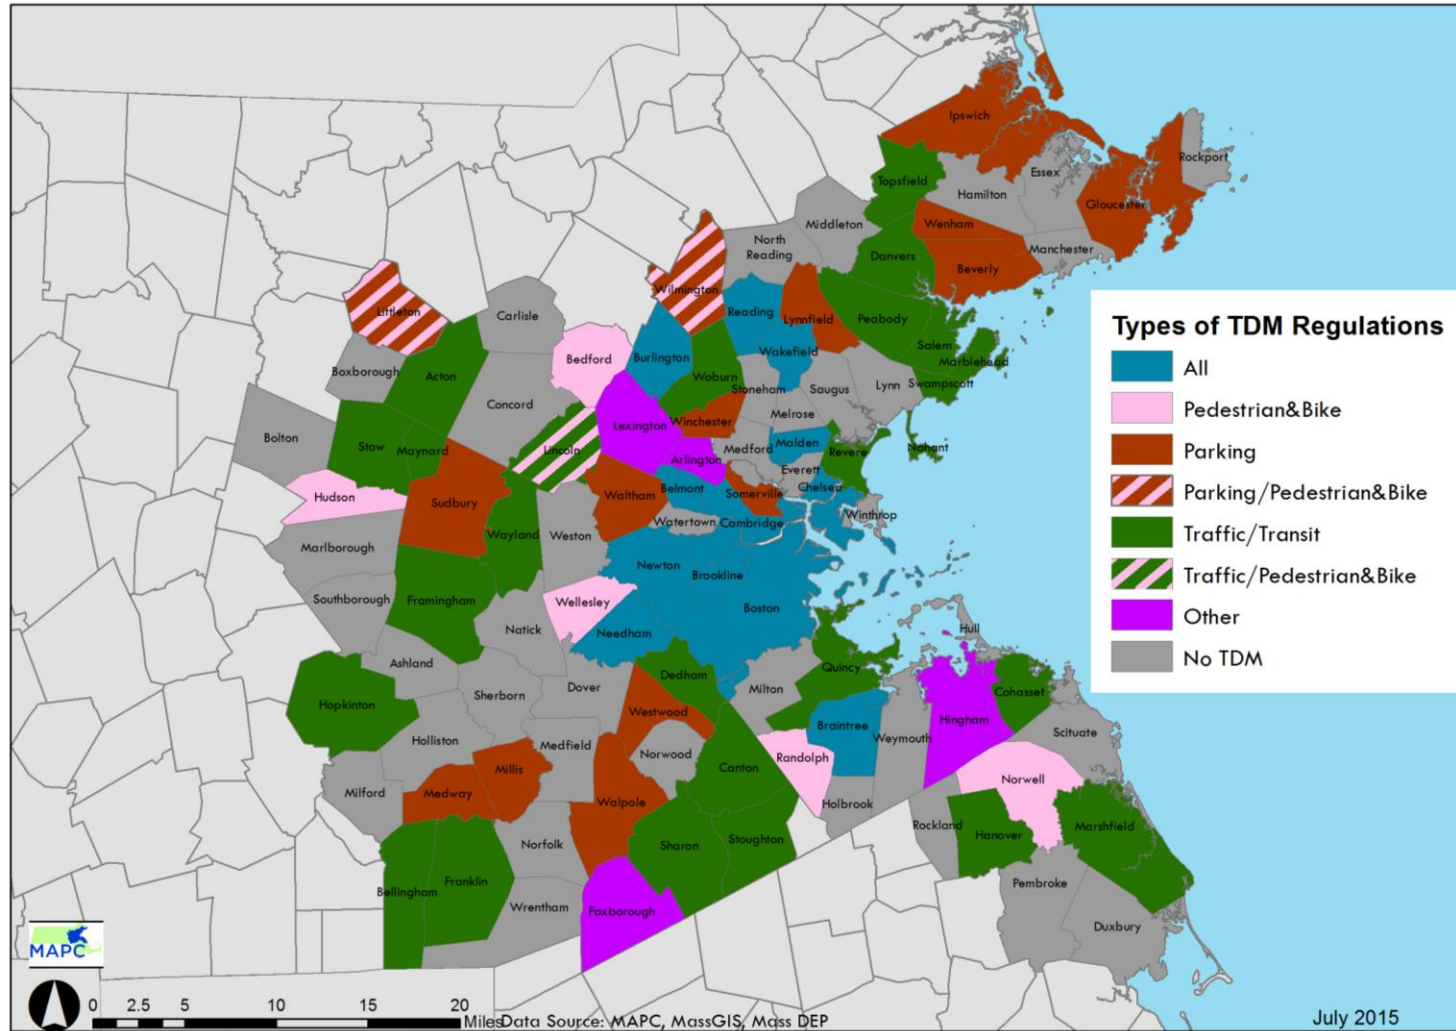 Ipswich
Rockport
Essex
Topsfield
Hamilton
Gloucester
Middleton
Wenham
North
Reading
Manchester
Danvers
Beverly
Wilmington
Littleton
Carlisle
Reading
Lynnfield
Peabody
Types of TDM Regulations
All
Pedestrian&Bike
Parking
Parking/Pedestrian&Bike
Traffic/Transit
Traffic/Pedestrian&Bike
Other
No TDM
Bedford
Burlington
Wakefield
Salem
Marblehead
Boxborough
Acton
Woburn
Stoneham
Saugus
Lynn
Swampscott
Concord
Melrose
Lexington
Winchester
Bolton
Stow
Maynard
Lincoln
Arlington
Medford
Malden
Revere
Nahant
Everett
Hudson
Sudbury
Waltham
Belmont
Somerville
Chelsea
Watertown
Cambridge
Winthrop
Marlborough
Wayland
Weston
Newton
Brookline
Southborough
Framingham
Wellesley
Boston
Natick
Needham
Hull
Ashland
Dedham
Quincy
Sherborn
Dover
Milton
Cohasset
Hopkinton
Westwood
Hingham
Braintree
Scituate
Holliston
Medfield
Norwood
Weymouth
Randolph
Canton
Millis
Norwell
Milford
Medway
Walpole
Holbrook
Rockland
Hanover
Marshfield
Norfolk
Sharon
Stoughton
Bellingham
Franklin
Pembroke
Wrentham
Foxborough
Duxbury
MAPC
0 2.5 5 10 15 20
Miles
Data Source: MAPC, MassGIS, Mass DEP
July 2015